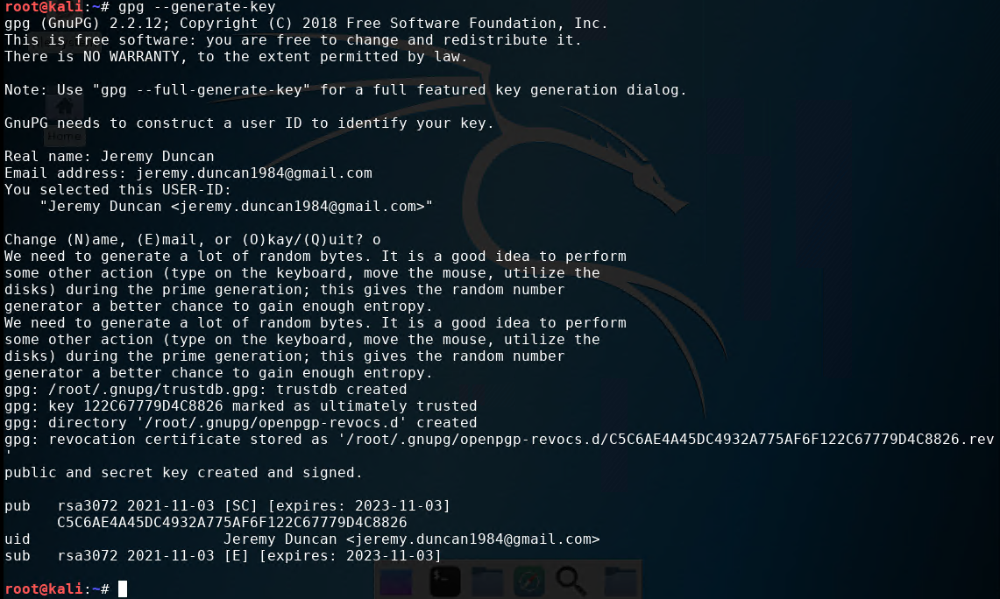 root@kali:~# gpg --generate-key
gpg (GnuPG) 2.2.12; Copyright (C) 2018 Free Software Foundation, Inc.
This is free software: you are free to change and redistribute it.
There is NO WARRANTY, to the extent permitted by law.
Note: Use "gpg --full-generate-key" for a full featured key generation dialog.
GnuPG needs to construct a user ID to identify your key.
Home
Real name: Jeremy Duncan
Email address: jeremy.duncan1984@gmail.com
You selected this USER-ID:
    "Jeremy Duncan <jeremy.duncan1984@gmail.com>"
Change (N)ame, (E)mail, or (O)kay/(Q)uit? o
We need to generate a lot of random bytes. It is a good idea to perform
some other action (type on the keyboard, move the mouse, utilize the
disks) during the prime generation; this gives the random number
generator a better chance to gain enough entropy.
We need to generate a lot of random bytes. It is a good idea to perform
some other action (type on the keyboard, move the mouse, utilize the
disks) during the prime generation; this gives the random number
generator a better chance to gain enough entropy.
gpg: /root/.gnupg/trustdb.gpg: trustdb created
gpg: key 122C67779D4C8826 marked as ultimately trusted
gpg: directory '/root/.gnupg/openpgp-revocs.d' created
gpg: revocation certificate stored as '/root/.gnupg/openpgp-revocs.d/C5C6AE4A45DC4932A775AF6F122C67779D4C8826.rev
'
public and secret key created and signed.
pub   rsa3072 2021-11-03 [SC] [expires: 2023-11-03]
      C5C6AE4A45DC4932A775AF6F122C67779D4C8826
uid                      Jeremy Duncan <jeremy.duncan1984@gmail.com>
sub   rsa3072 2021-11-03 [E] [expires: 2023-11-03]
root@kali:~#